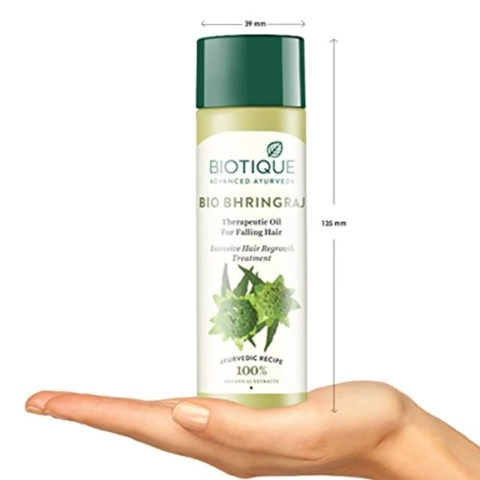 39 mm
BIOTIQUE
ADVANCED AYURVEDA
BIO BHRINGRAJ
Therapeutic Oil
For Falling Hair
Intensive Hair Regrowth
Treatment
135 mm
AYURVEDIC RECIPE
100%
BOTANICAL EXTRACTS